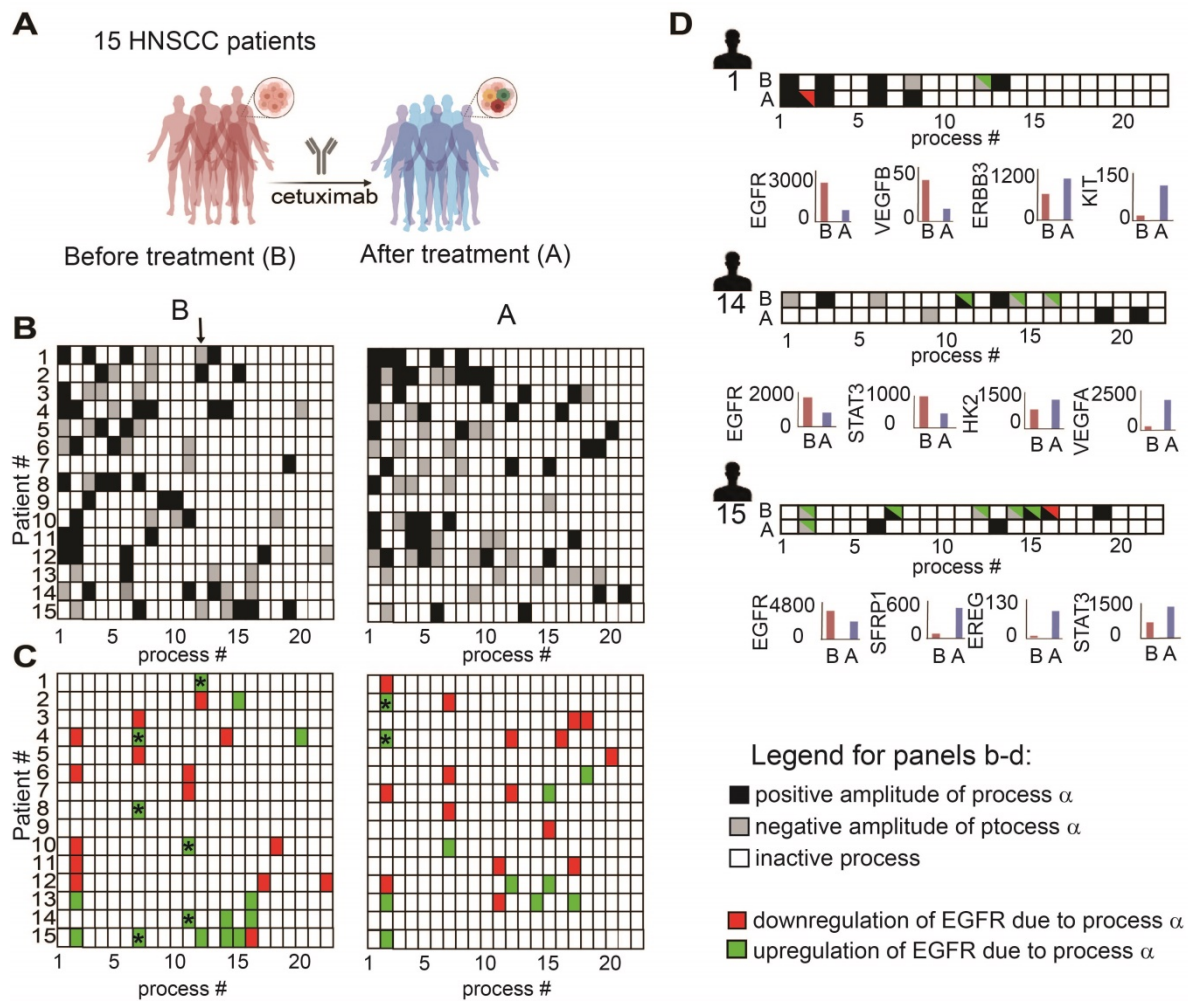 A
15 HNSCC patients
cetuximab
Before treatment (B)
After treatment (A)
B
B
A
Patient #
1
2
3
4
5
6
7
8
9
10
11
12
13
14
15
1 5 10 15 20
process #
1 5 10 15 20
process #
C
Patient #
1
2
3
4
5
6
7
8
9
10
11
12
13
14
15
*
*
*
*
*
*
*
*
*
1 5 10 15 20
process #
1 5 10 15 20
process #
D
1
B
A
1 5 10 15 20
process #
EGFR 3000 0 B A
VEGFB 50 0 B A
ERBB3 1200 0 B A
KIT 150 0 B A
14
B
A
1 5 10 15 20
process #
EGFR 2000 0 B A
STAT3 1000 0 B A
HK2 1500 0 B A
VEGFA 2500 0 B A
15
B
A
1 5 10 15 20
process #
EGFR 4800 0 B A
SFRP1 600 0 B A
EREG 130 0 B A
STAT3 1500 0 B A
Legend for panels b-d:
positive amplitude of process α
negative amplitude of ptocess α
inactive process
downregulation of EGFR due to process α
upregulation of EGFR due to process α